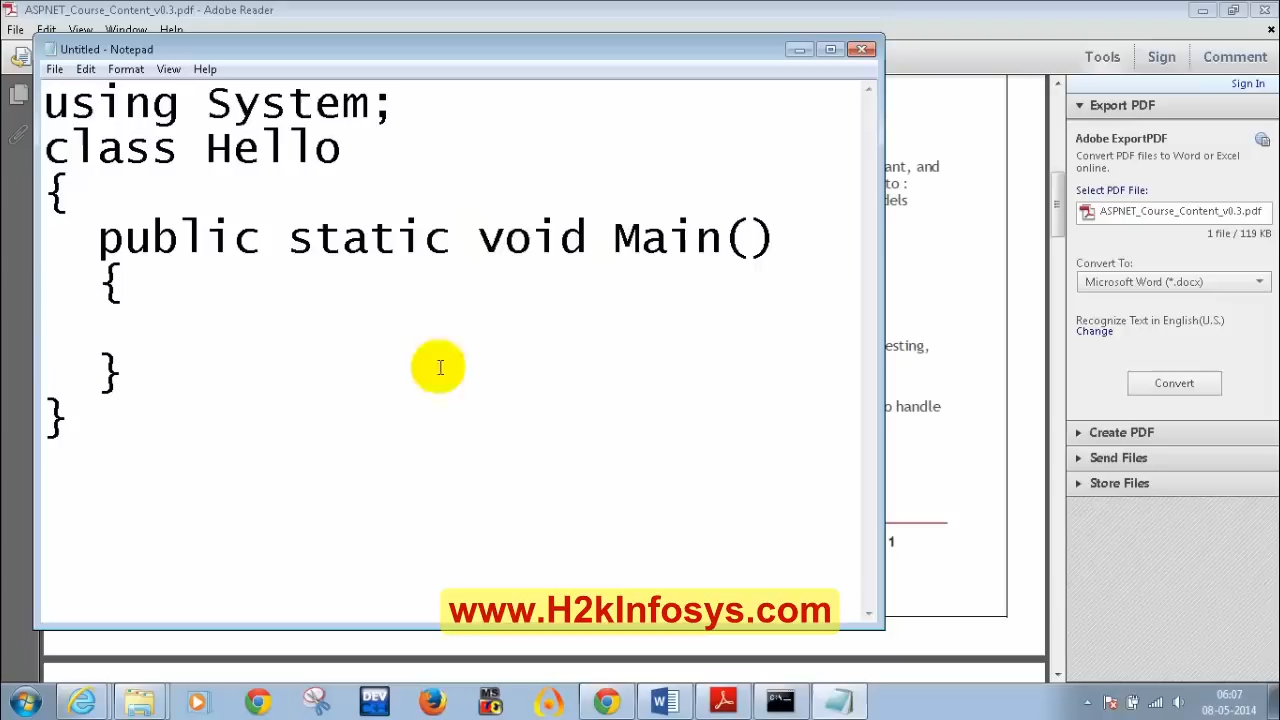 ASPNET_Course_Content_v0.3.pdf - Adobe Reader
File Edit View Window Help
Tools Sign Comment
Untitled - Notepad
File Edit Format View Help
using System;
class Hello
{
public static void Main()
{
}
}
ant, and
to :
dels
esting,
o handle
1
Sign In
Export PDF
Adobe ExportPDF
Convert PDF files to Word or Excel
online.
Select PDF File:
ASPNET_Course_Content_v0.3.pdf
1 file / 119 KB
Convert To:
Microsoft Word (*.docx)
Recognize Text in English(U.S.)
Change
Convert
Create PDF
Send Files
Store Files
www.H2kInfosys.com
DEV
MS
C:\
06:07
08-05-2014